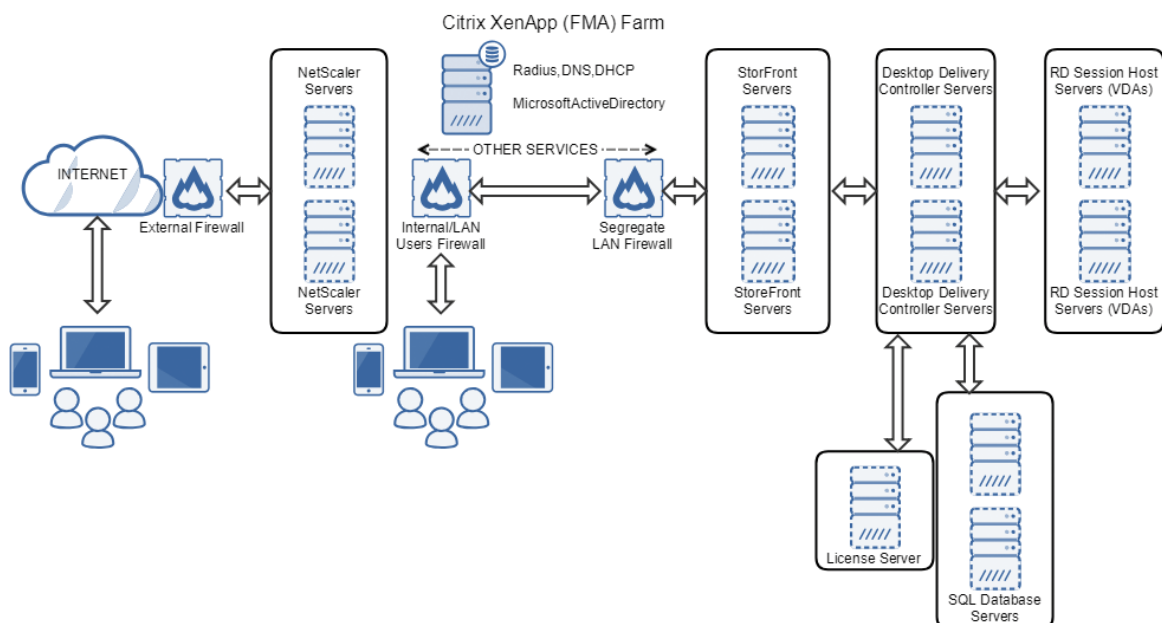 Citrix XenApp (FMA) Farm
Radius,DNS,DHCP
MicrosoftActiveDirectory
OTHER SERVICES
INTERNET
External Firewall
NetScaler
Servers
NetScaler
Servers
Internal/LAN
Users Firewall
Segregate
LAN Firewall
StorFront
Servers
StoreFront
Servers
Desktop Delivery
Controller Servers
Desktop Delivery
Controller Servers
RD Session Host
Servers (VDAs)
RD Session Host
Servers (VDAs)
License Server
SQL Database
Servers